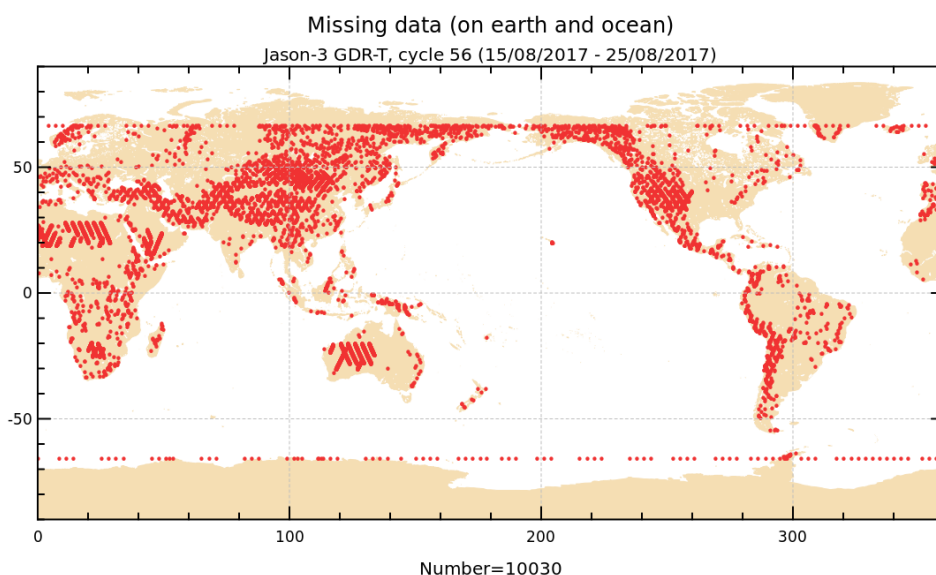 Missing data (on earth and ocean)
Jason-3 GDR-T, cycle 56 (15/08/2017 - 25/08/2017)
50
0
-50
0 100 200 300
Number=10030